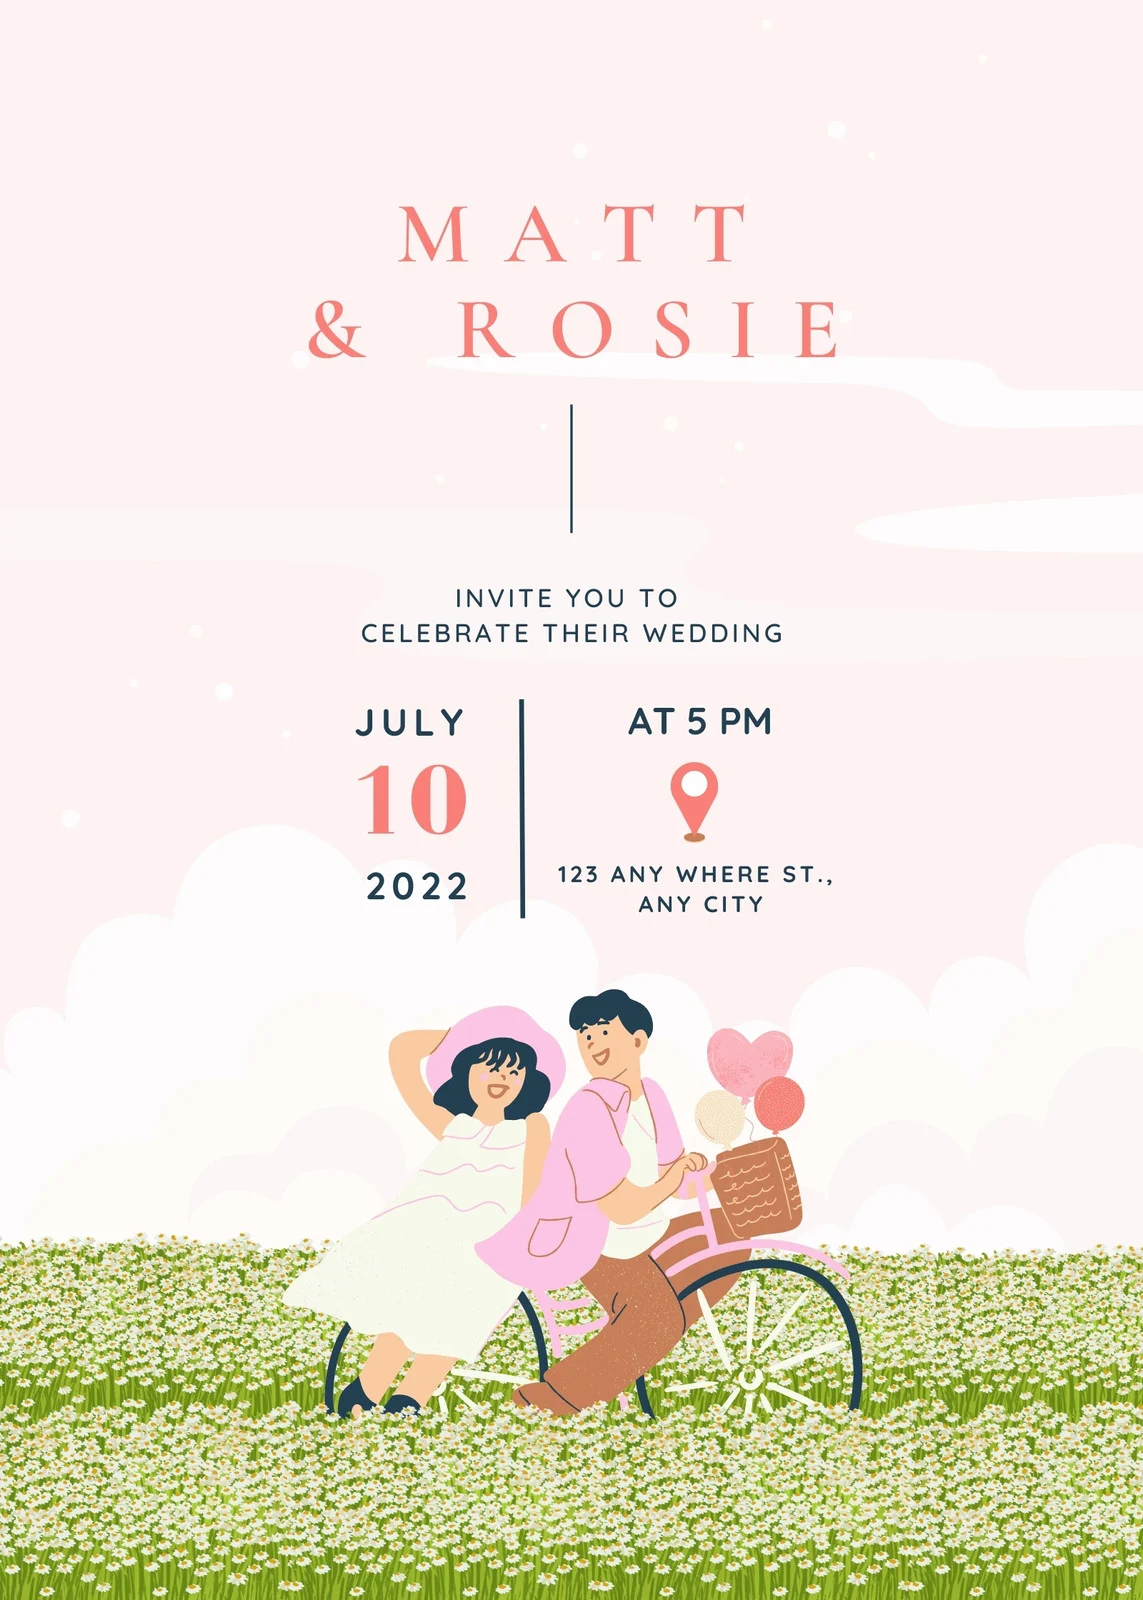 MATT
& ROSIE
INVITE YOU TO
CELEBRATE THEIR WEDDING
JULY
10
2022
AT 5 PM
123 ANY WHERE ST.,
ANY CITY